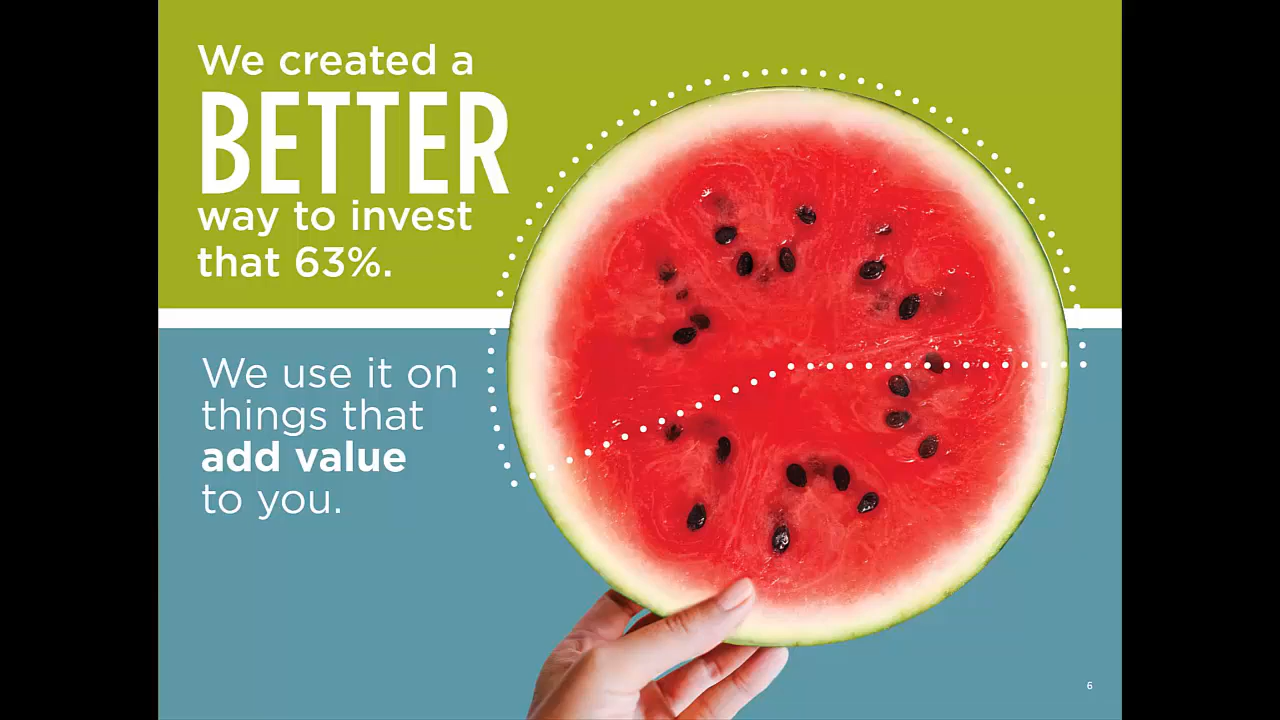 We created a
BETTER
way to invest
that 63%.
We use it on
things that
add value
to you.
6